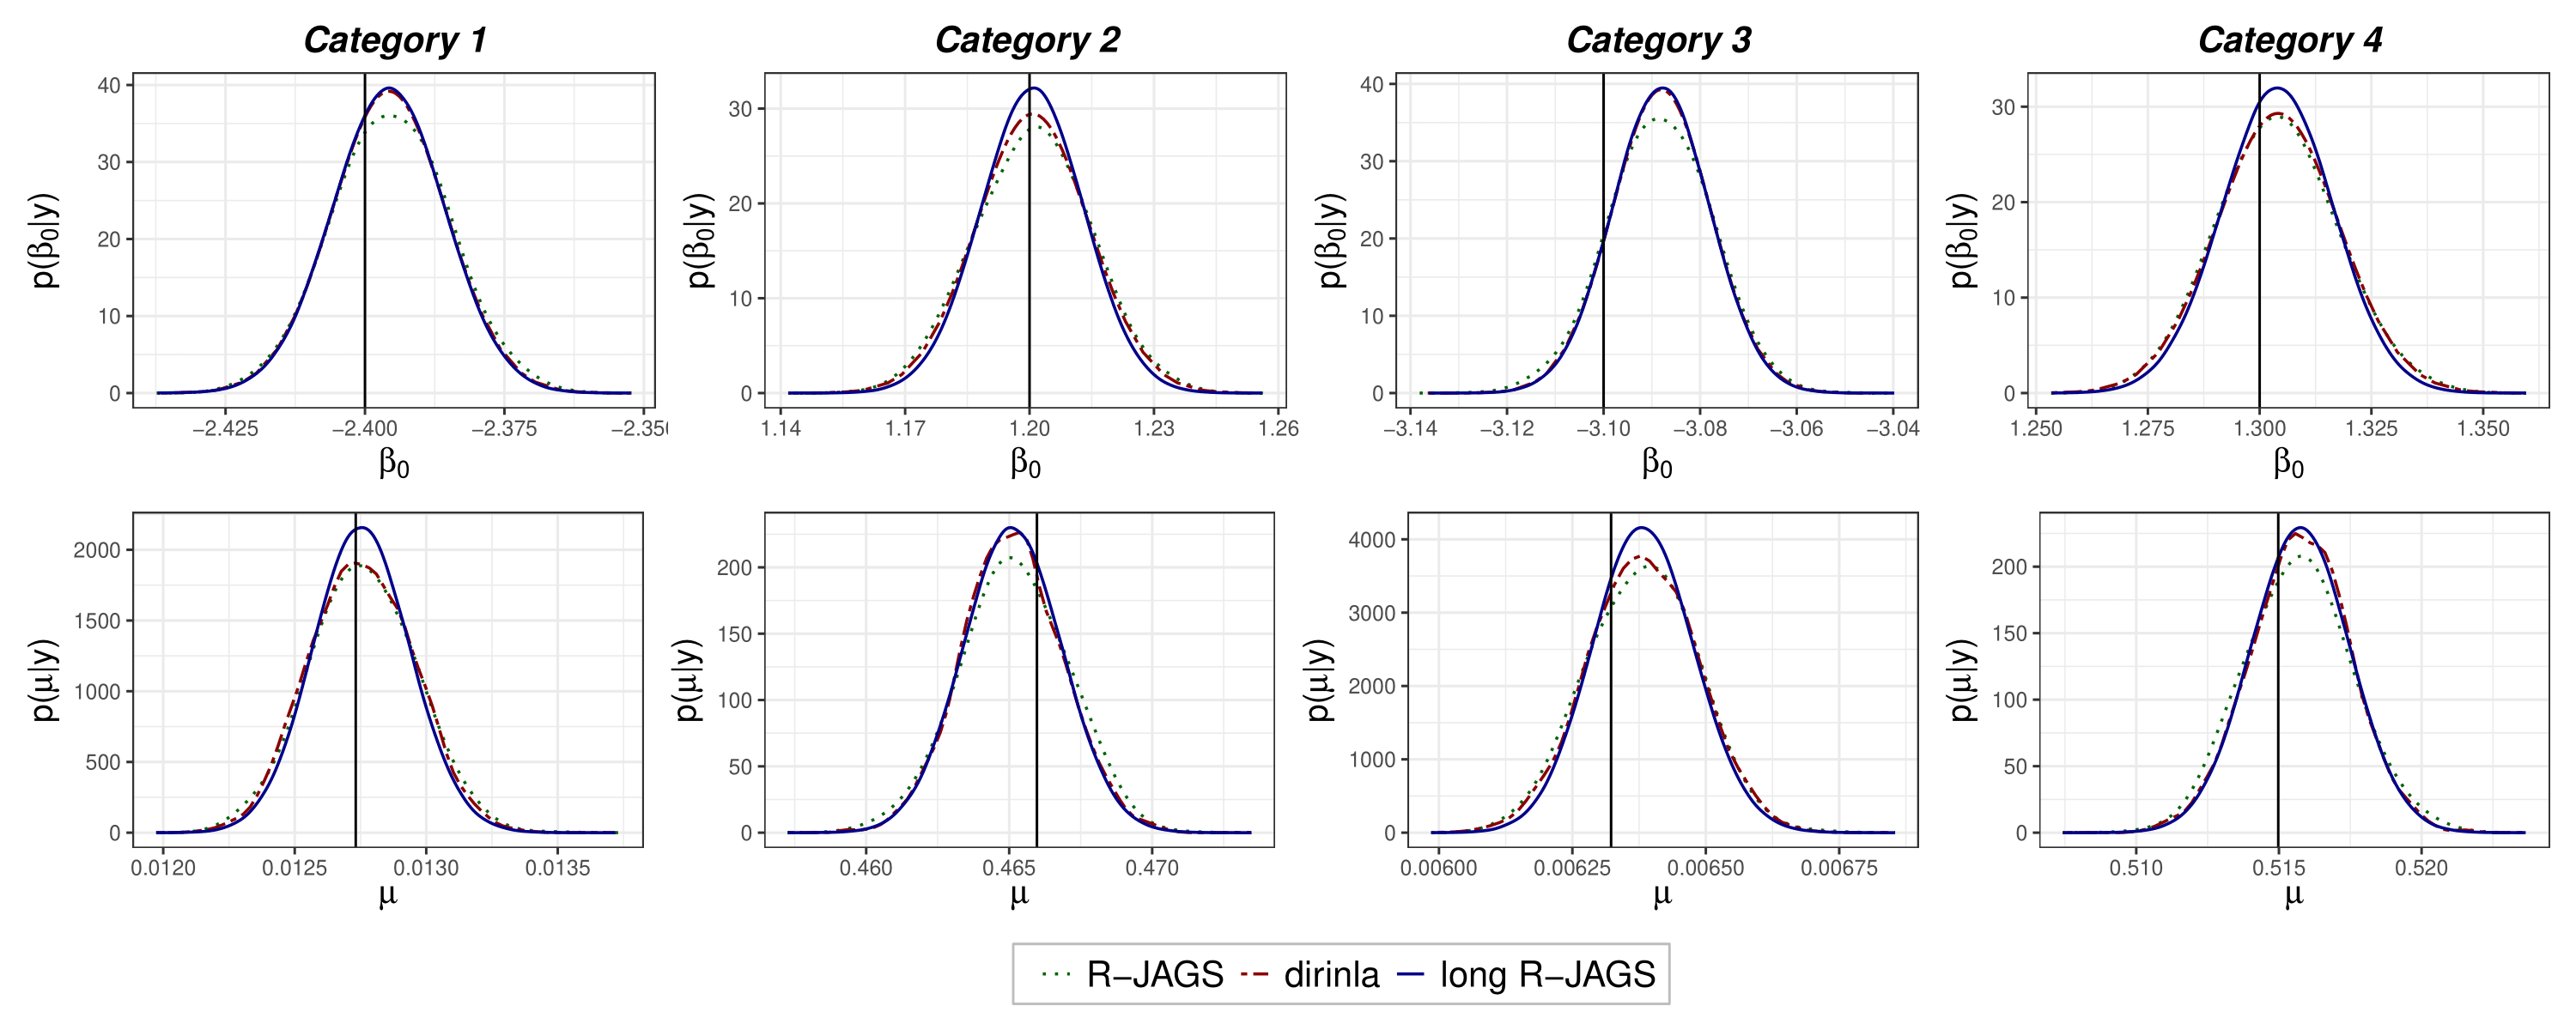 Category 1 Category 2 Category 3 Category 4
p(β0|y) 40 30 20 10 0 p(β0|y) 30 20 10 0 p(β0|y) 40 30 20 10 0 p(β0|y) 30 20 10 0
−2.425 −2.400 −2.375 −2.350 1.14 1.17 1.20 1.23 1.26 −3.14 −3.12 −3.10 −3.08 −3.06 −3.04 1.250 1.275 1.300 1.325 1.350
β0 β0 β0 β0
p(μ|y) 2000 1500 1000 500 0 p(μ|y) 200 150 100 50 0 p(μ|y) 4000 3000 2000 1000 0 p(μ|y) 200 150 100 50 0
0.0120 0.0125 0.0130 0.0135 0.460 0.465 0.470 0.00600 0.00625 0.00650 0.00675 0.510 0.515 0.520
μ μ μ μ
R−JAGS dirinla long R−JAGS